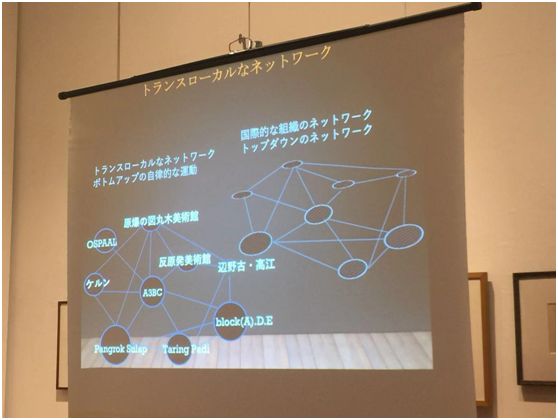 トランスローカルなネットワーク
国際的な組織のネットワーク
トップダウンのネットワーク
トランスローカルなネットワーク
ボトムアップの自律的な運動
原爆の図丸木美術館
OSPAAL
反原発美術館
辺野古・高江
ケルン
A3BC
block(A).D.E
Pangrok Sulap
Taring Padi